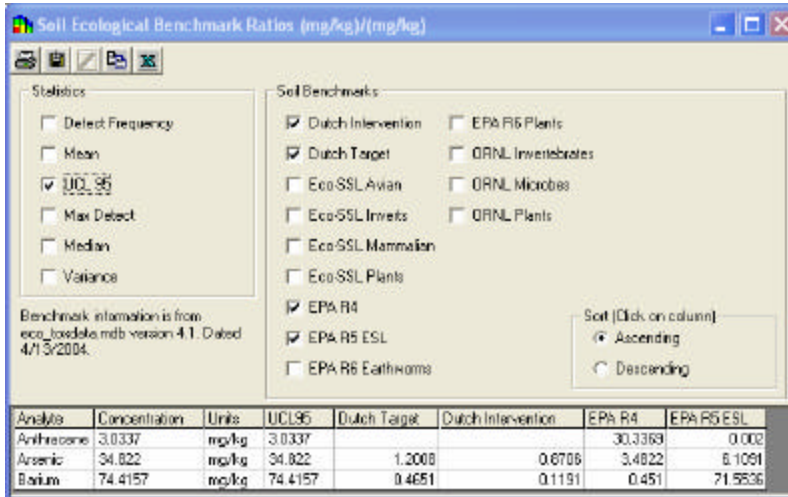 Soil Ecological Benchmark Ratios (mg/kg)/(mg/kg)
Statistics
Detect Frequency
Mean
UCL 95
Max Detect
Median
Variance
Benchmark information is from
eco_toxdata.mdb version 4.1. Dated
4/13/2004.
Soil Benchmarks
Dutch Intervention
Dutch Target
Eco-SSL Avian
Eco-SSL Inverts
Eco-SSL Mammalian
Eco-SSL Plants
EPA R4
EPA R5 ESL
EPA R6 Earthworms
EPA R6 Plants
ORNL Invertebrates
ORNL Microbes
ORNL Plants
Sort (Click on column)
Ascending
Descending
Analyte Concentration Units UCL95 Dutch Target Dutch Intervention EPA R4 EPA R5 ESL
Anthracene 3.0337 mg/kg 3.0337 30.3369 0.002
Arsenic 34.822 mg/kg 34.822 1.2008 0.6706 3.4822 6.1091
Barium 74.4157 mg/kg 74.4157 0.4651 0.1191 0.451 71.5536